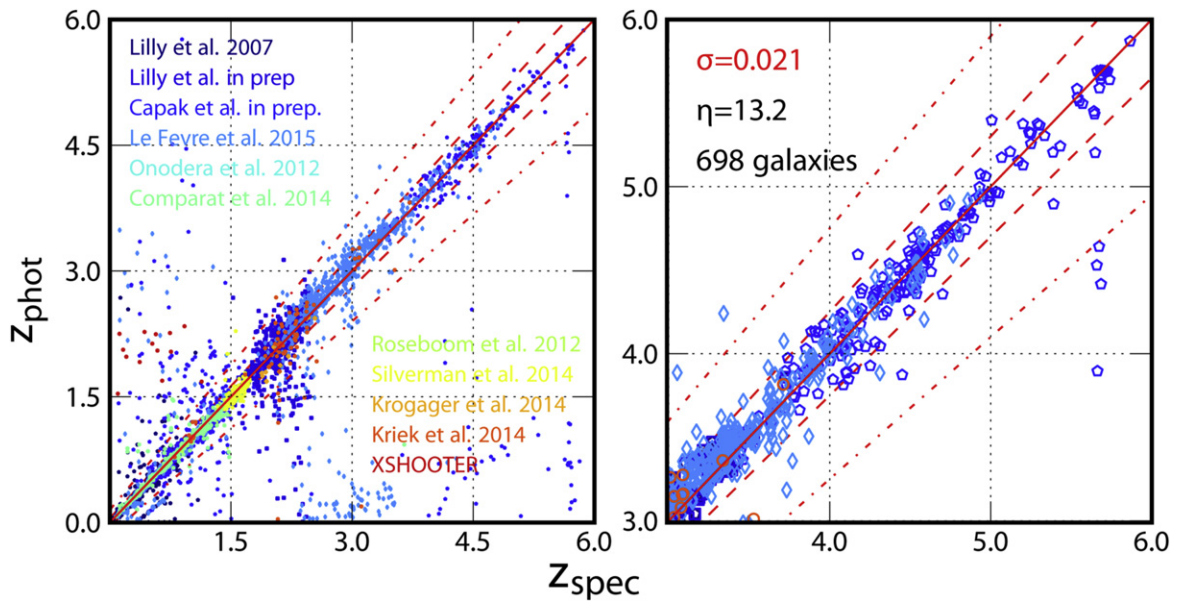 6.0
4.5
3.0
1.5
0.0
Zphot
Lilly et al. 2007
Lilly et al. in prep
Capak et al. in prep.
Le Fevre et al. 2015
Onodera et al. 2012
Comparat et al. 2014
Roseboom et al. 2012
Silverman et al. 2014
Krogager et al. 2014
Kriek et al. 2014
XSHOOTER
1.5 3.0 4.5 6.0
6.0
5.0
4.0
3.0
σ=0.021
η=13.2
698 galaxies
4.0 5.0 6.0
Zspec